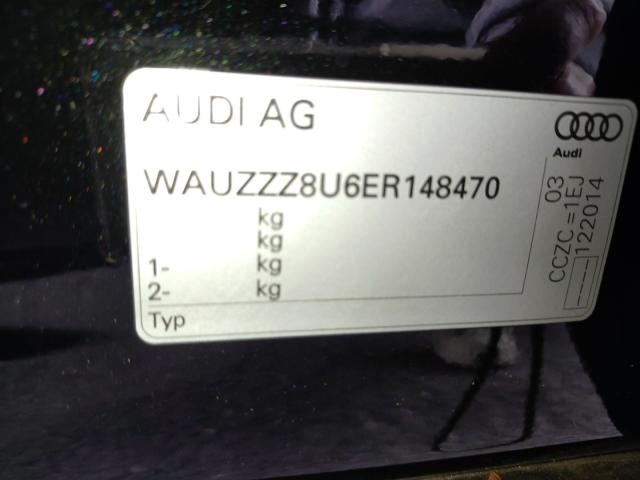 AUDI AG
Audi
WAUZZZ8U6ER148470
kg
kg
1- kg
2- kg
Typ
03
CCZC =1EJ
122014